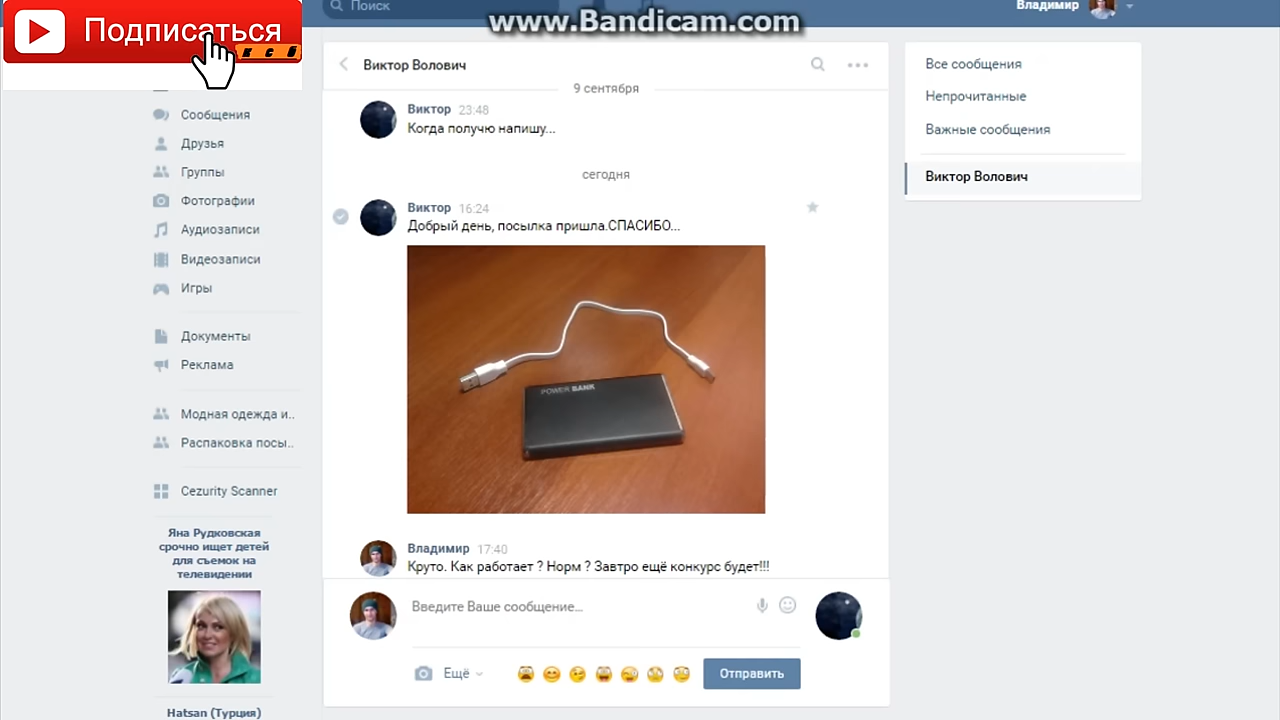 Подписаться
ксб
Поиск
www.Bandicam.com
Владимир
Сообщения
Друзья
Группы
Фотографии
Аудиозаписи
Видеозаписи
Игры
Документы
Реклама
Модная одежда и..
Распаковка посы..
Cezurity Scanner
Яна Рудковская
срочно ищет детей
для съемок на
телевидении
Hatsan (Турция)
Виктор Волович
9 сентября
Виктор 23:48
Когда получю напишу...
сегодня
Виктор 16:24
Добрый день, посылка пришла.СПАСИБО...
POWER BANK
Владимир 17:40
Круто. Как работает ? Норм ? Завтро ещё конкурс будет!!!
Введите Ваше сообщение...
Ещё
Отправить
Все сообщения
Непрочитанные
Важные сообщения
Виктор Волович